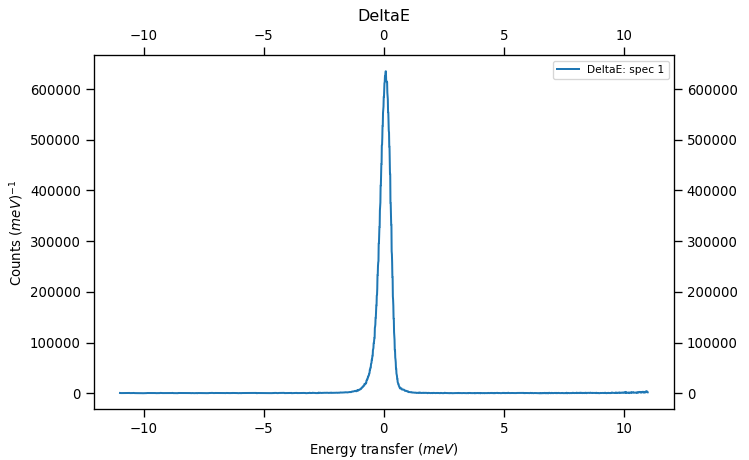 DeltaE
−10 −5 0 5 10
DeltaE: spec 1
600000 600000
500000 500000
400000 400000
300000 300000
200000 200000
100000 100000
0 0
Counts (meV)⁻¹
−10 −5 0 5 10
Energy transfer (meV)